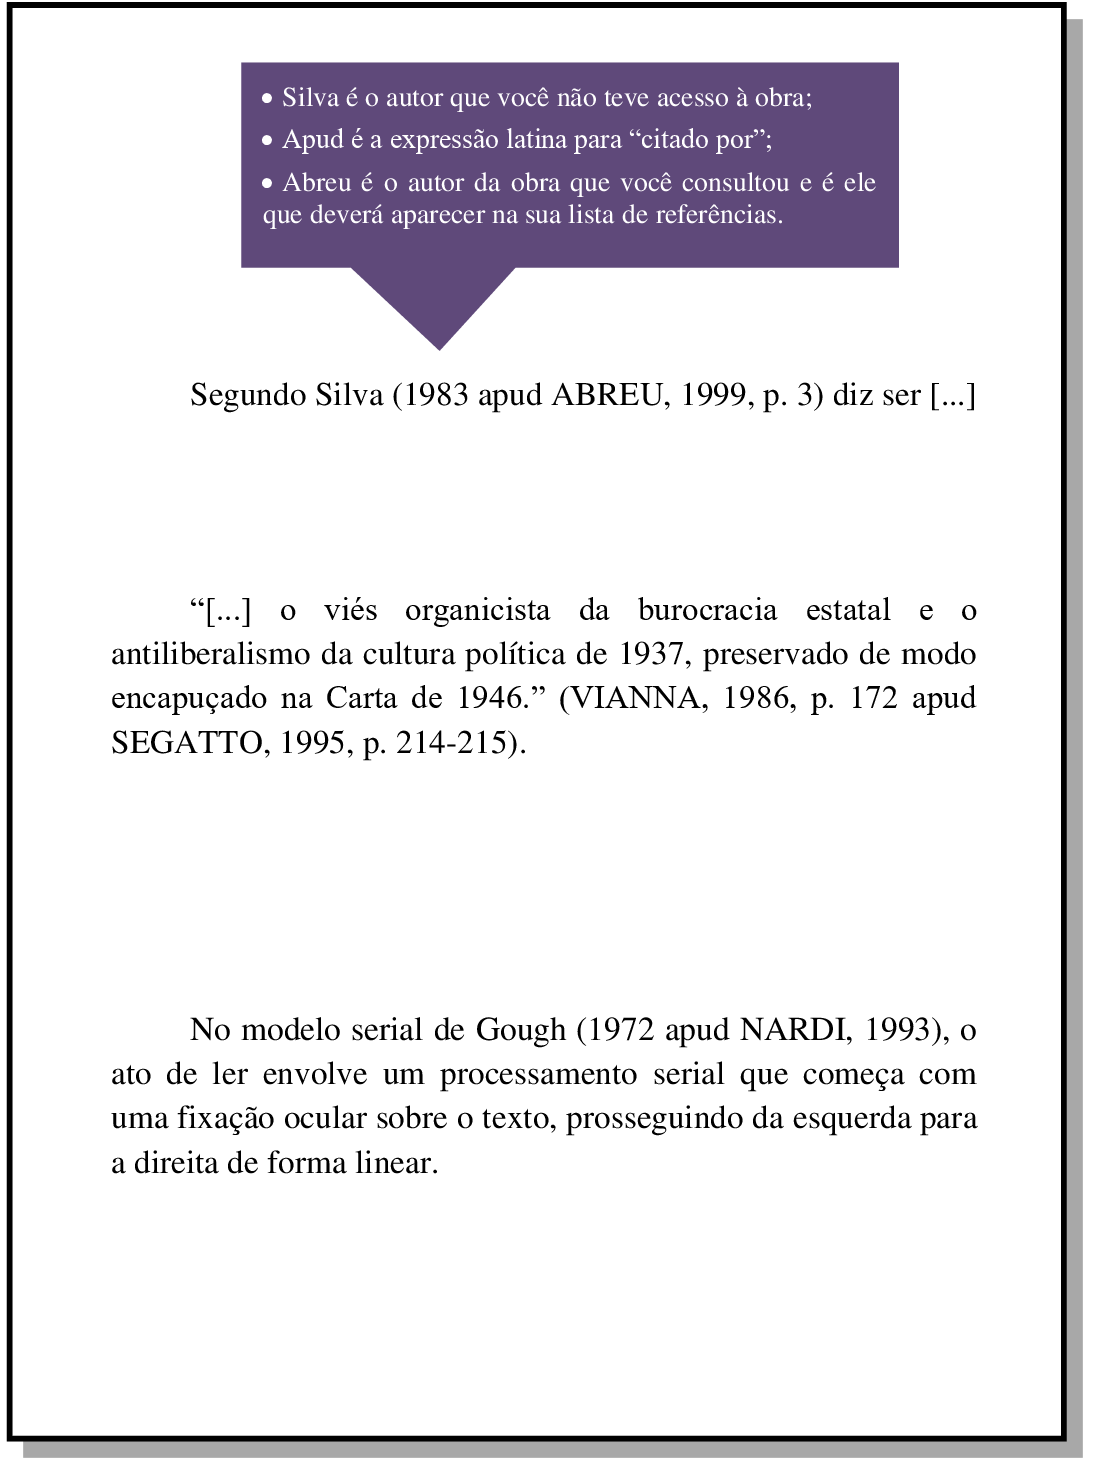 • Silva é o autor que você não teve acesso à obra;
• Apud é a expressão latina para “citado por”;
• Abreu é o autor da obra que você consultou e é ele
que deverá aparecer na sua lista de referências.
Segundo Silva (1983 apud ABREU, 1999, p. 3) diz ser [...]
“[...] o viés organicista da burocracia estatal e o
antiliberalismo da cultura política de 1937, preservado de modo
encapuçado na Carta de 1946.” (VIANNA, 1986, p. 172 apud
SEGATTO, 1995, p. 214-215).
No modelo serial de Gough (1972 apud NARDI, 1993), o
ato de ler envolve um processamento serial que começa com
uma fixação ocular sobre o texto, prosseguindo da esquerda para
a direita de forma linear.